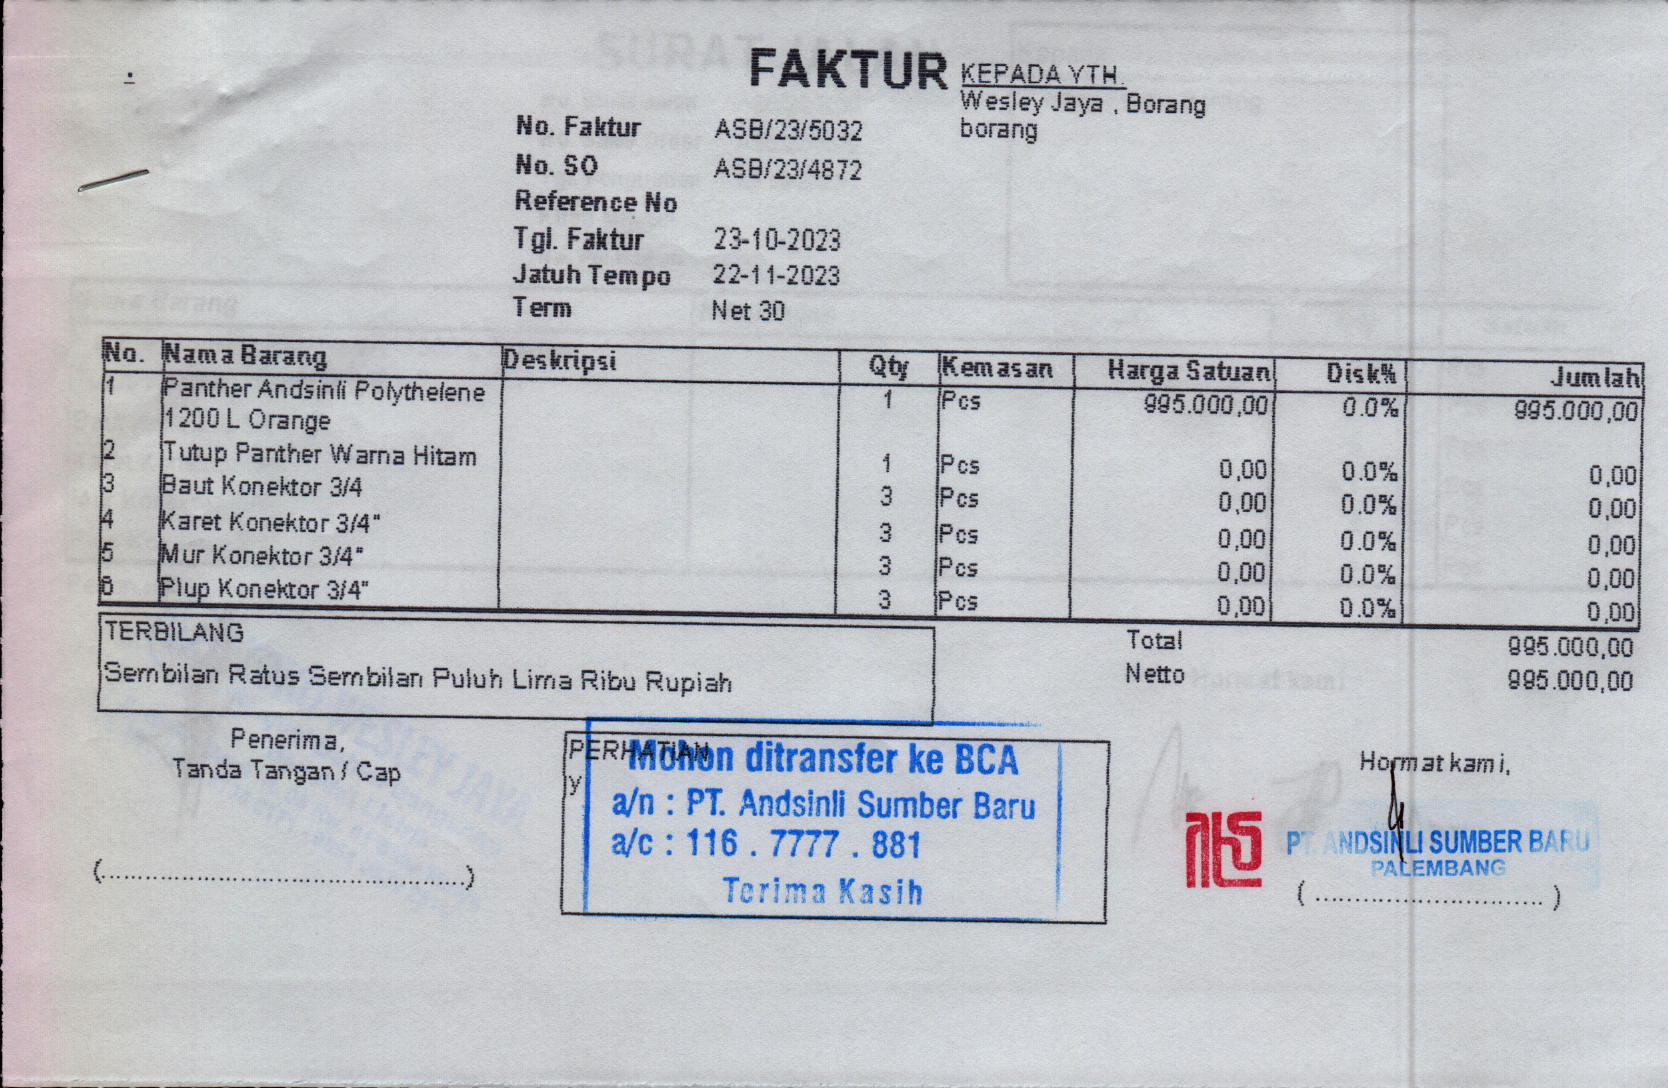 FAKTUR
KEPADA YTH.
Wesley Jaya , Borang
borang
No. Faktur ASB/23/5032
No. SO ASB/23/4872
Reference No
Tgl. Faktur 23-10-2023
Jatuh Tempo 22-11-2023
Term Net 30
No. Nama Barang Deskripsi Qty Kemasan Harga Satuan Disk% Jumlah
1 Panther Andsinli Polythelene 1 Pcs 995.000,00 0.0% 995.000,00
1200 L Orange
2 Tutup Panther Warna Hitam 1 Pcs 0,00 0.0% 0,00
3 Baut Konektor 3/4 3 Pcs 0,00 0.0% 0,00
4 Karet Konektor 3/4" 3 Pcs 0,00 0.0% 0,00
5 Mur Konektor 3/4" 3 Pcs 0,00 0.0% 0,00
6 Plup Konektor 3/4" 3 Pcs 0,00 0.0% 0,00
TERBILANG
Sembilan Ratus Sembilan Puluh Lima Ribu Rupiah
Total 995.000,00
Netto 995.000,00
Penerima,
Tanda Tangan / Cap
(..........................................)
PERHATIAN
y
Mohon ditransfer ke BCA
a/n : PT. Andsinli Sumber Baru
a/c : 116 . 7777 . 881
Terima Kasih
Hormat kami,
PT. ANDSINLI SUMBER BARU
PALEMBANG
(............................)